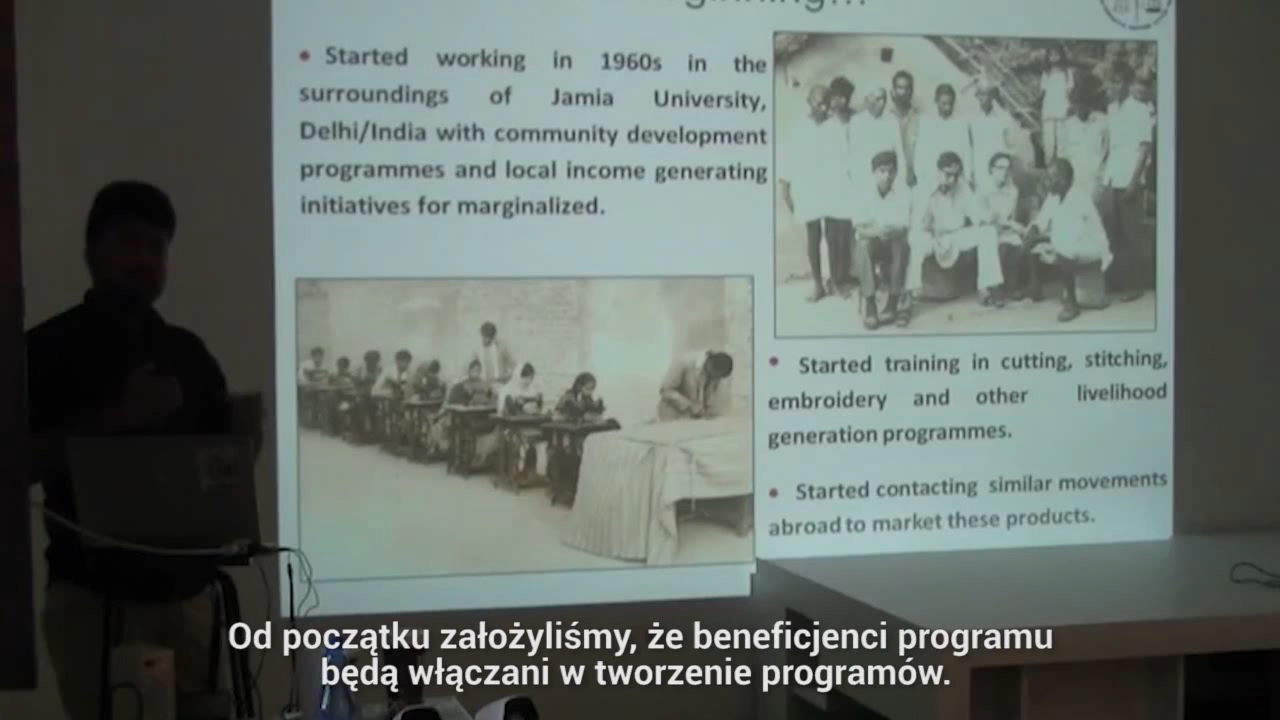 • Started working in 1960s in the
surroundings of Jamia University,
Delhi/India with community development
programmes and local income generating
initiatives for marginalized.
• Started training in cutting, stitching,
embroidery and other livelihood
generation programmes.
• Started contacting similar movements
abroad to market these products.
Od początku założyliśmy, że beneficjenci programu
będą włączani w tworzenie programów.